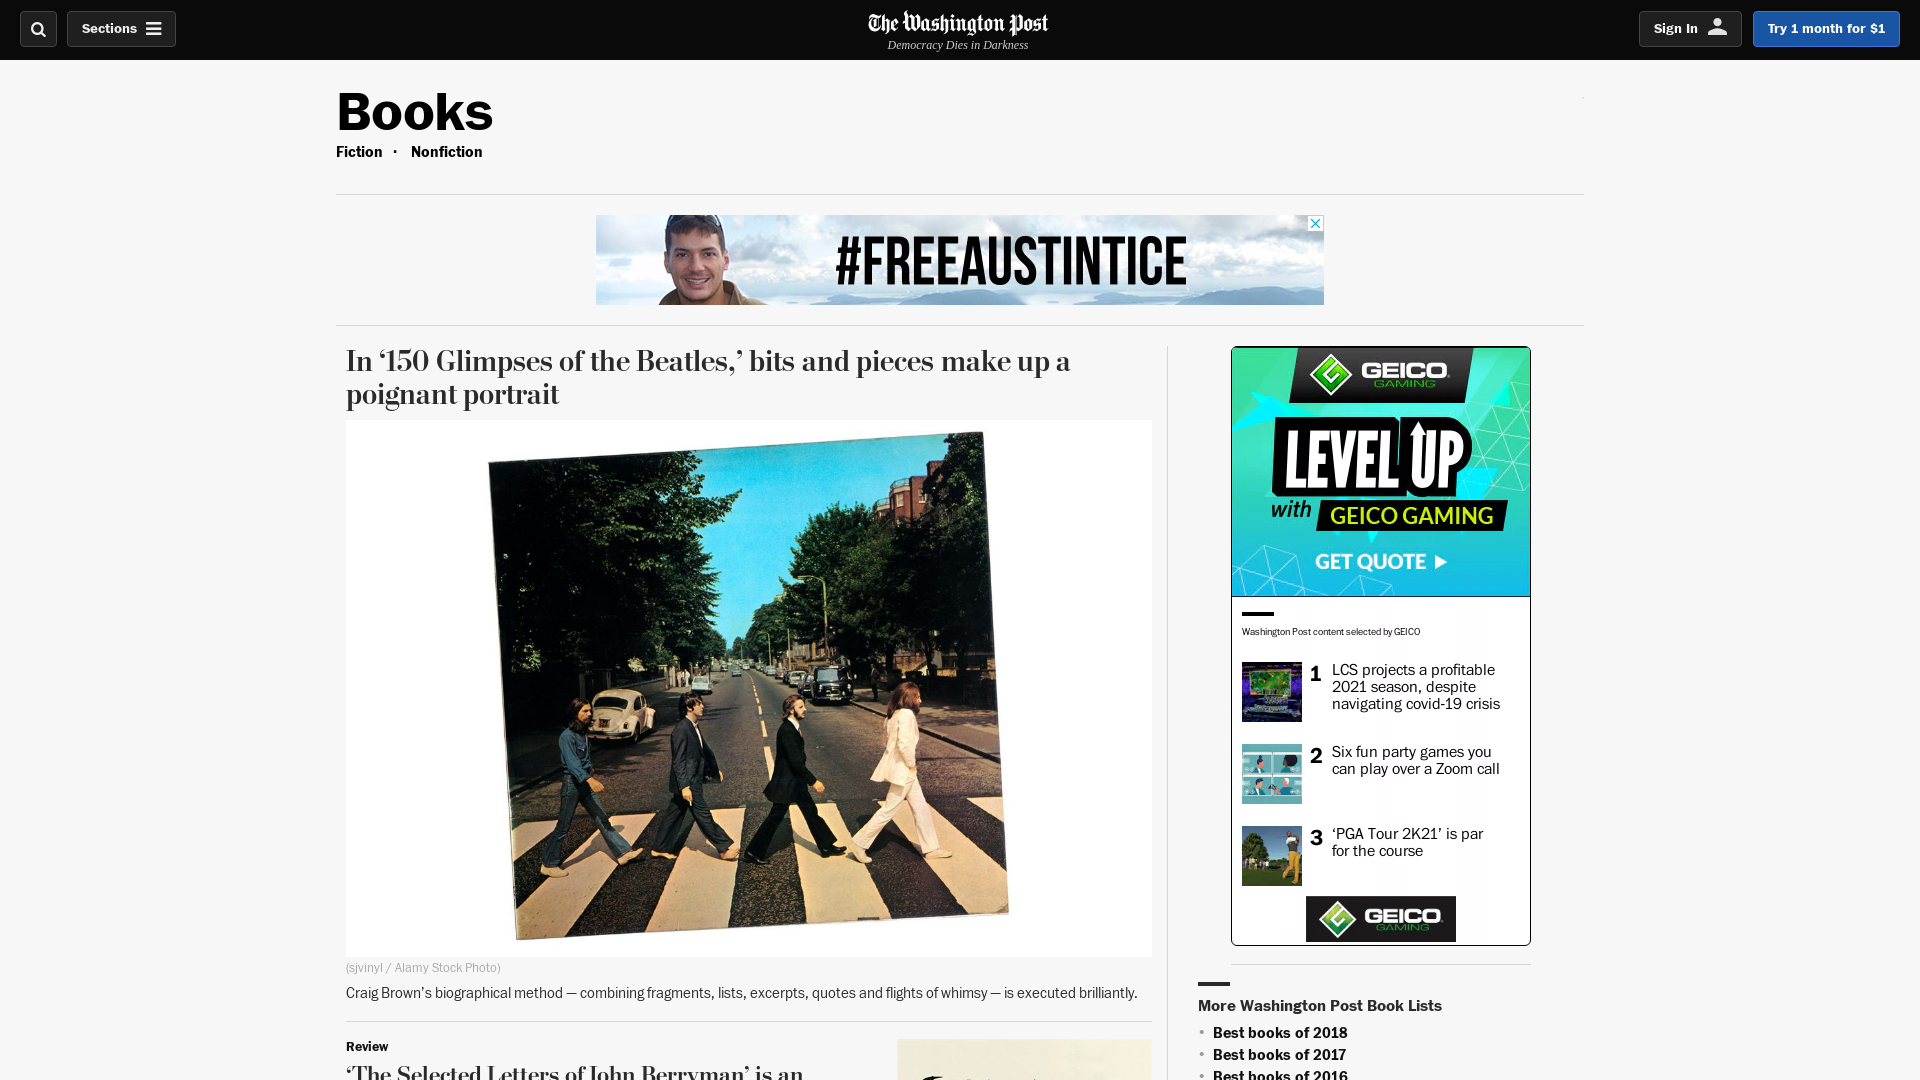 Sections
The Washington Post
Democracy Dies in Darkness
Sign In
Try 1 month for $1
Books
Fiction · Nonfiction
#FREEAUSTINTICE
In ‘150 Glimpses of the Beatles,’ bits and pieces make up a
poignant portrait
(sjvinyl / Alamy Stock Photo)
Craig Brown’s biographical method — combining fragments, lists, excerpts, quotes and flights of whimsy — is executed brilliantly.
Review
‘The Selected Letters of John Berryman’ is an
GEICO
GAMING
LEVEL UP
with GEICO GAMING
GET QUOTE
Washington Post content selected by GEICO
1 LCS projects a profitable
2021 season, despite
navigating covid-19 crisis
2 Six fun party games you
can play over a Zoom call
3 ‘PGA Tour 2K21’ is par
for the course
GEICO
GAMING
More Washington Post Book Lists
• Best books of 2018
• Best books of 2017
• Best books of 2016